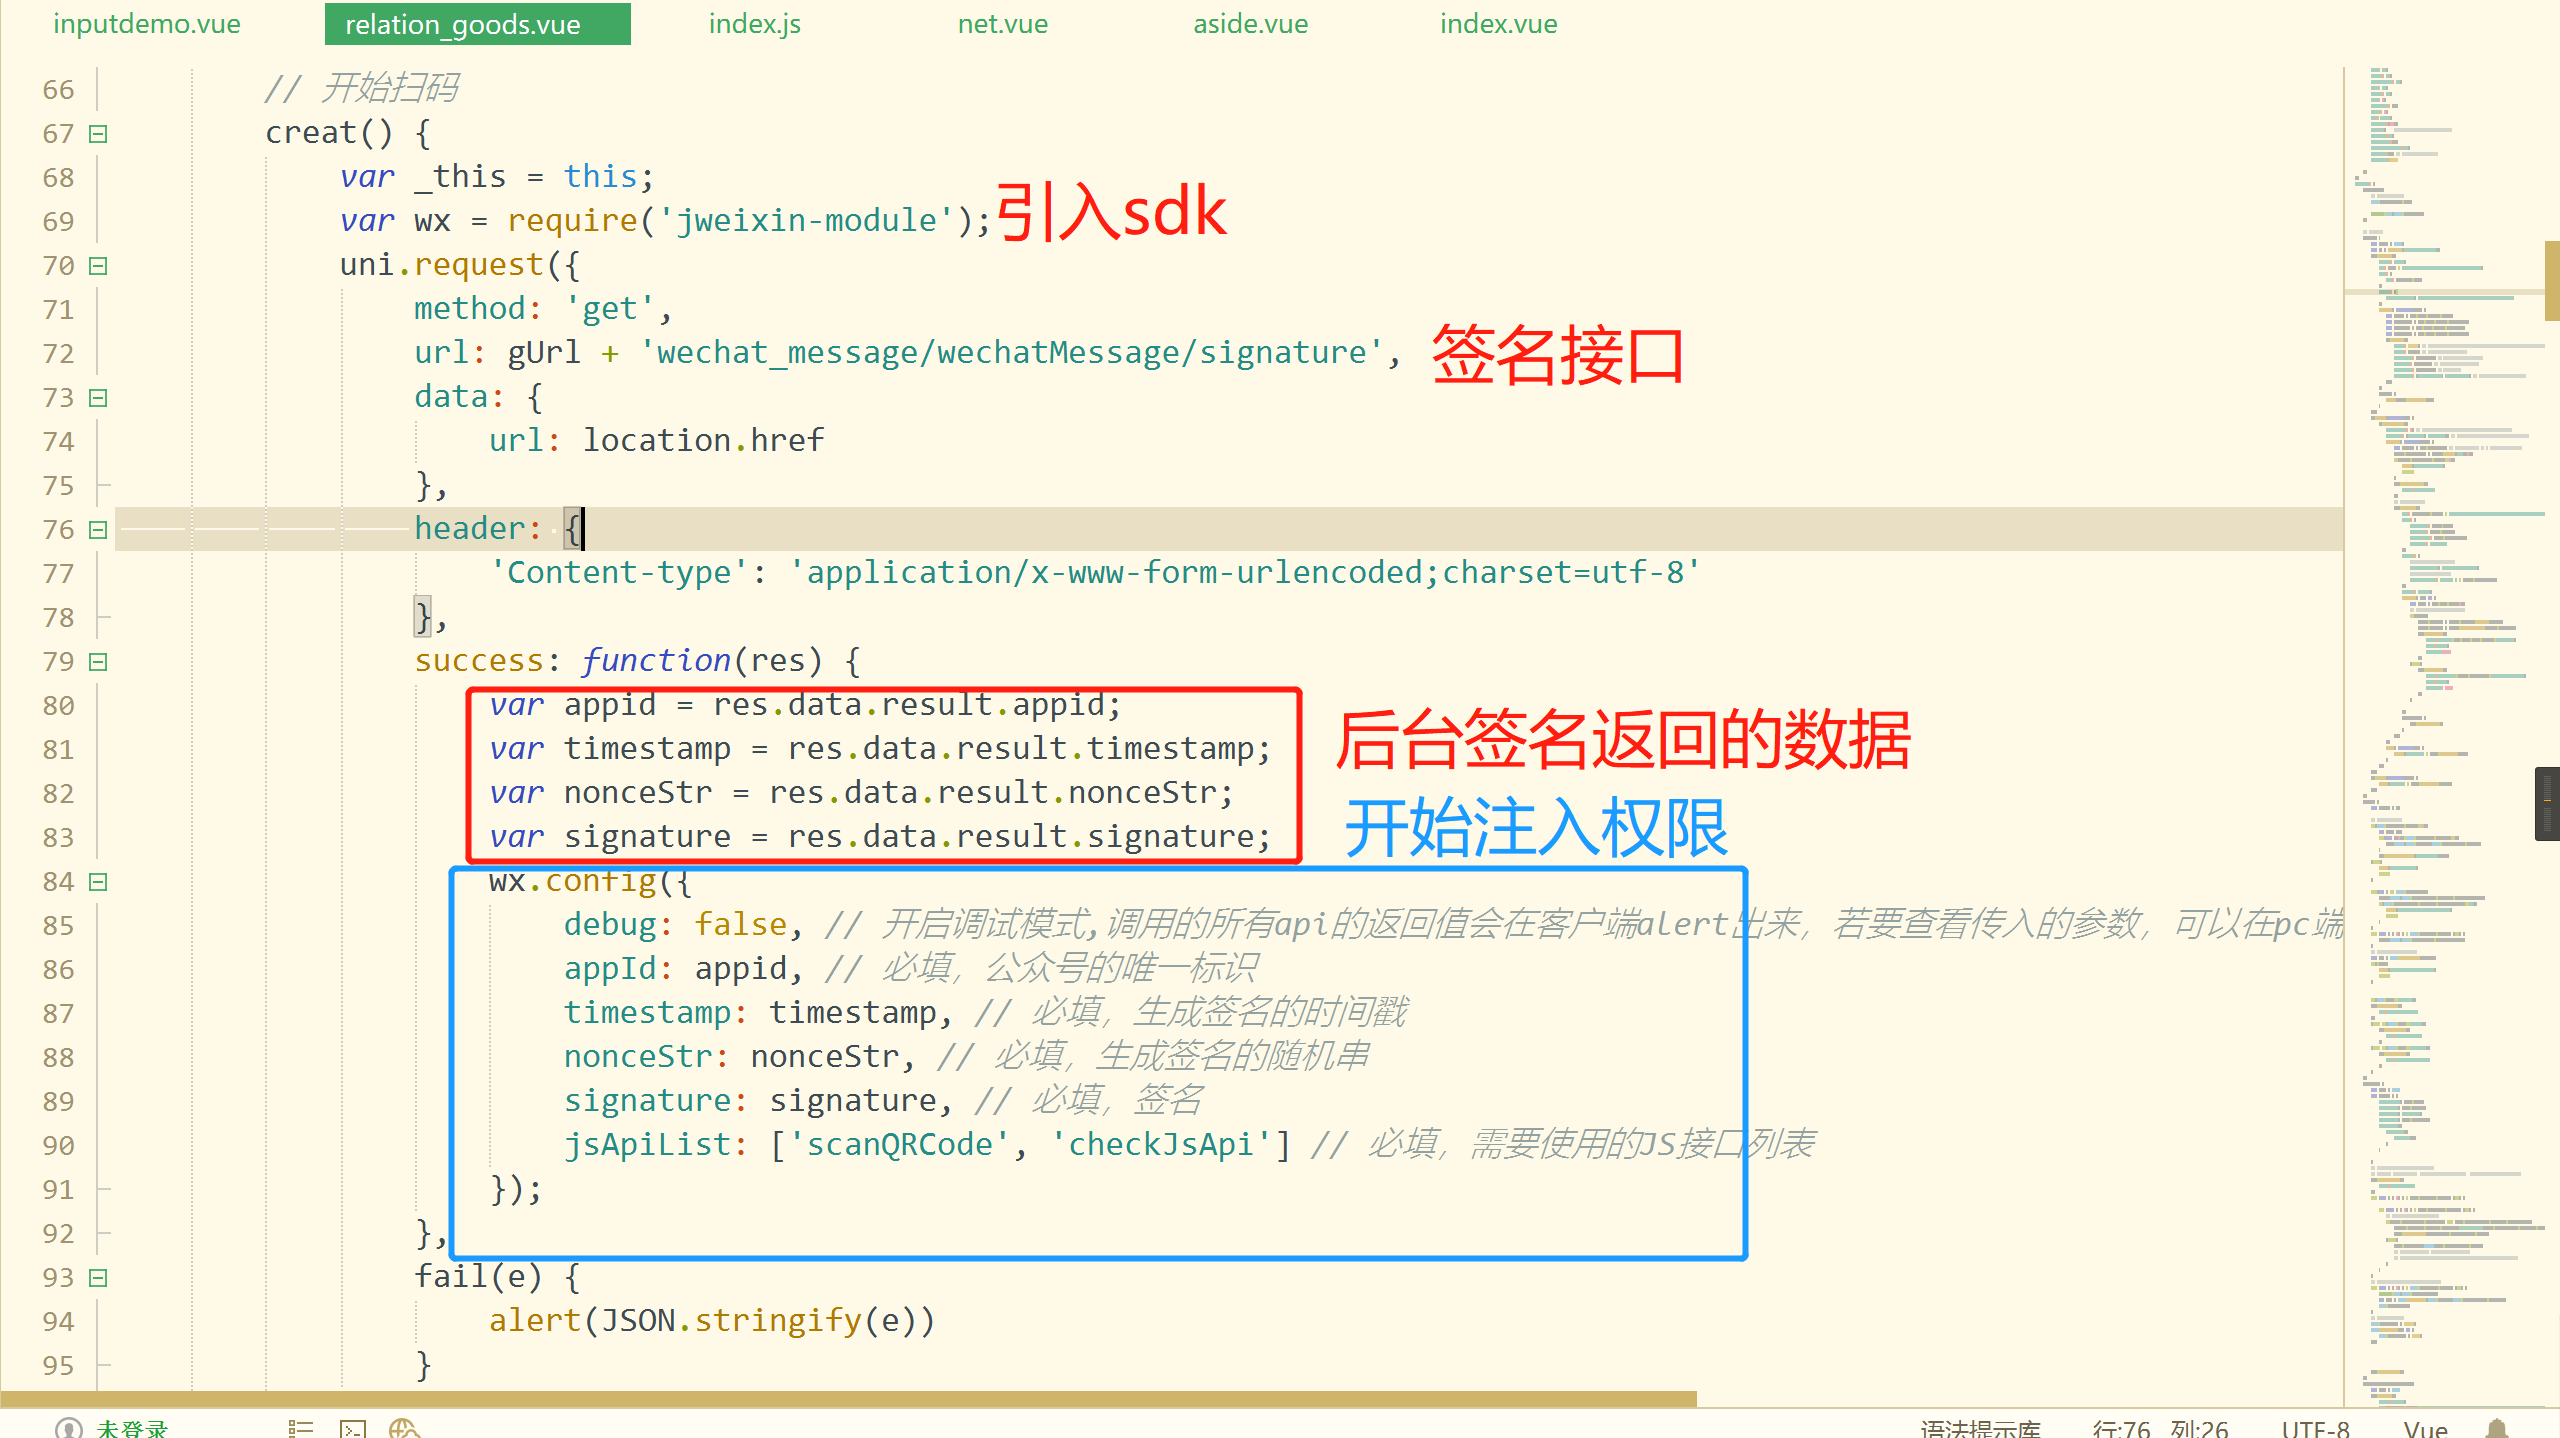 inputdemo.vue relation_goods.vue index.js net.vue aside.vue index.vue
66 // 开始扫码
67 creat() {
68 var _this = this;
69 var wx = require('jweixin-module'); 引入sdk
70 uni.request({
71 method: 'get',
72 url: gUrl + 'wechat_message/wechatMessage/signature', 签名接口
73 data: {
74 url: location.href
75 },
76 header: {
77 'Content-type': 'application/x-www-form-urlencoded;charset=utf-8'
78 },
79 success: function(res) {
80 var appid = res.data.result.appid;
81 var timestamp = res.data.result.timestamp; 后台签名返回的数据
82 var nonceStr = res.data.result.nonceStr;
83 var signature = res.data.result.signature; 开始注入权限
84 wx.config({
85 debug: false, // 开启调试模式,调用的所有api的返回值会在客户端alert出来，若要查看传入的参数，可以在pc端
86 appId: appid, // 必填，公众号的唯一标识
87 timestamp: timestamp, // 必填，生成签名的时间戳
88 nonceStr: nonceStr, // 必填，生成签名的随机串
89 signature: signature, // 必填，签名
90 jsApiList: ['scanQRCode', 'checkJsApi'] // 必填，需要使用的JS接口列表
91 });
92 },
93 fail(e) {
94 alert(JSON.stringify(e))
95 }
未登录 语法提示库 行:76 列:26 UTF-8 Vue